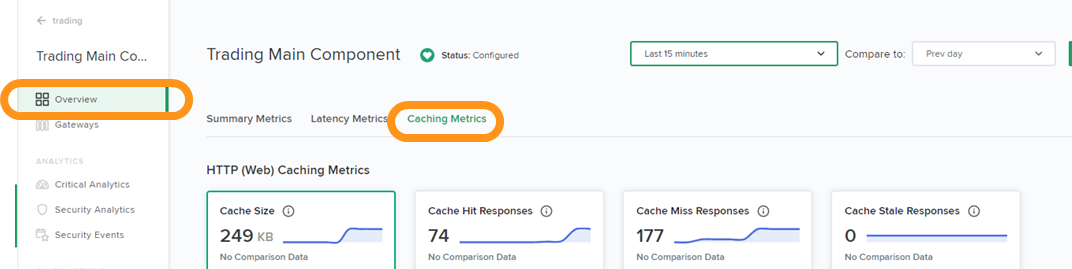 trading
Trading Main Co...
Overview
Gateways
ANALYTICS
Critical Analytics
Security Analytics
Security Events
Trading Main Component
Status: Configured
Last 15 minutes
Compare to:
Prev day
Summary Metrics
Latency Metrics
Caching Metrics
HTTP (Web) Caching Metrics
Cache Size
249 KB
No Comparison Data
Cache Hit Responses
74
No Comparison Data
Cache Miss Responses
177
No Comparison Data
Cache Stale Responses
0
No Comparison Data